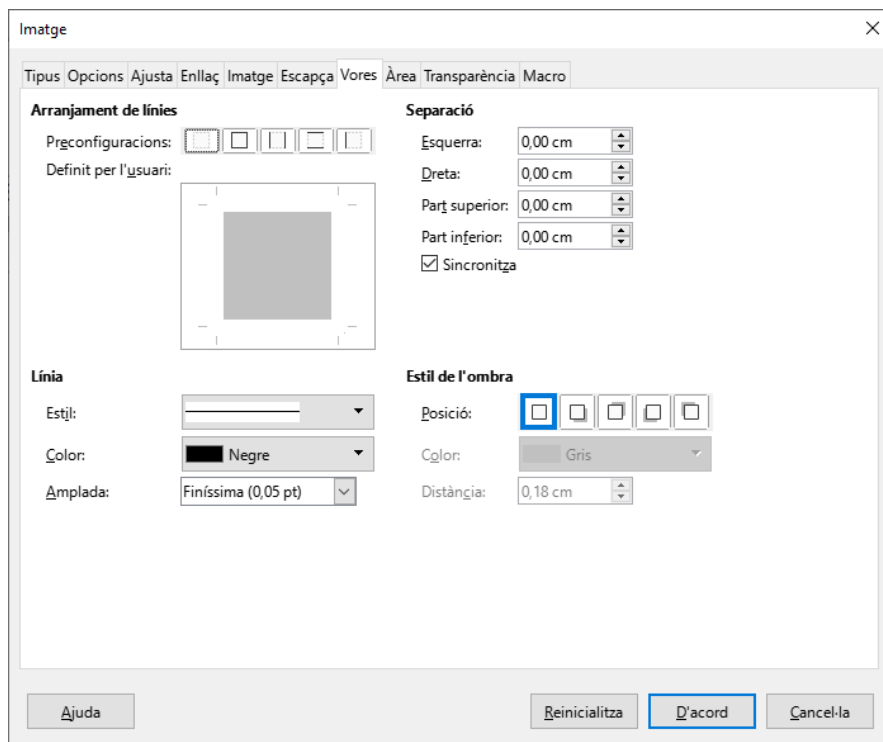 Imatge
Tipus Opcions Ajusta Enllaç Imatge Escapça Vores Àrea Transparència Macro
Arranjament de línies
Preconfiguracions:
Definit per l'usuari:
Separació
Esquerra: 0,00 cm
Dreta: 0,00 cm
Part superior: 0,00 cm
Part inferior: 0,00 cm
Sincronitza
Línia
Estil:
Color: Negre
Amplada: Finíssima (0,05 pt)
Estil de l'ombra
Posició:
Color: Gris
Distància: 0,18 cm
Ajuda Reinicialitza D'acord Cancel·la